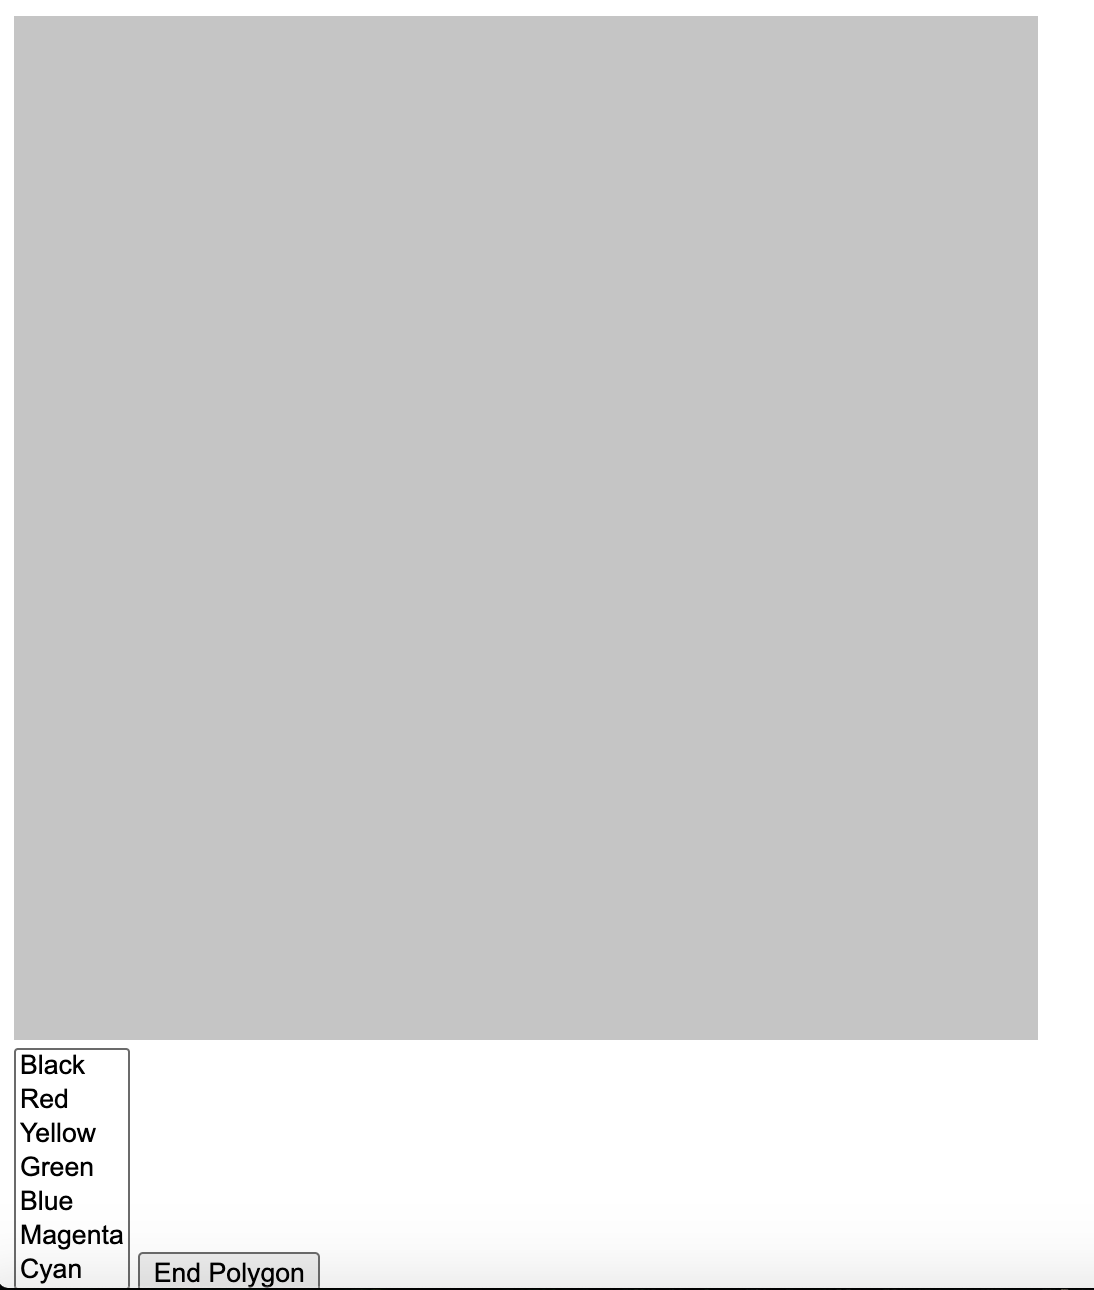 Black
Red
Yellow
Green
Blue
Magenta
Cyan
End Polygon